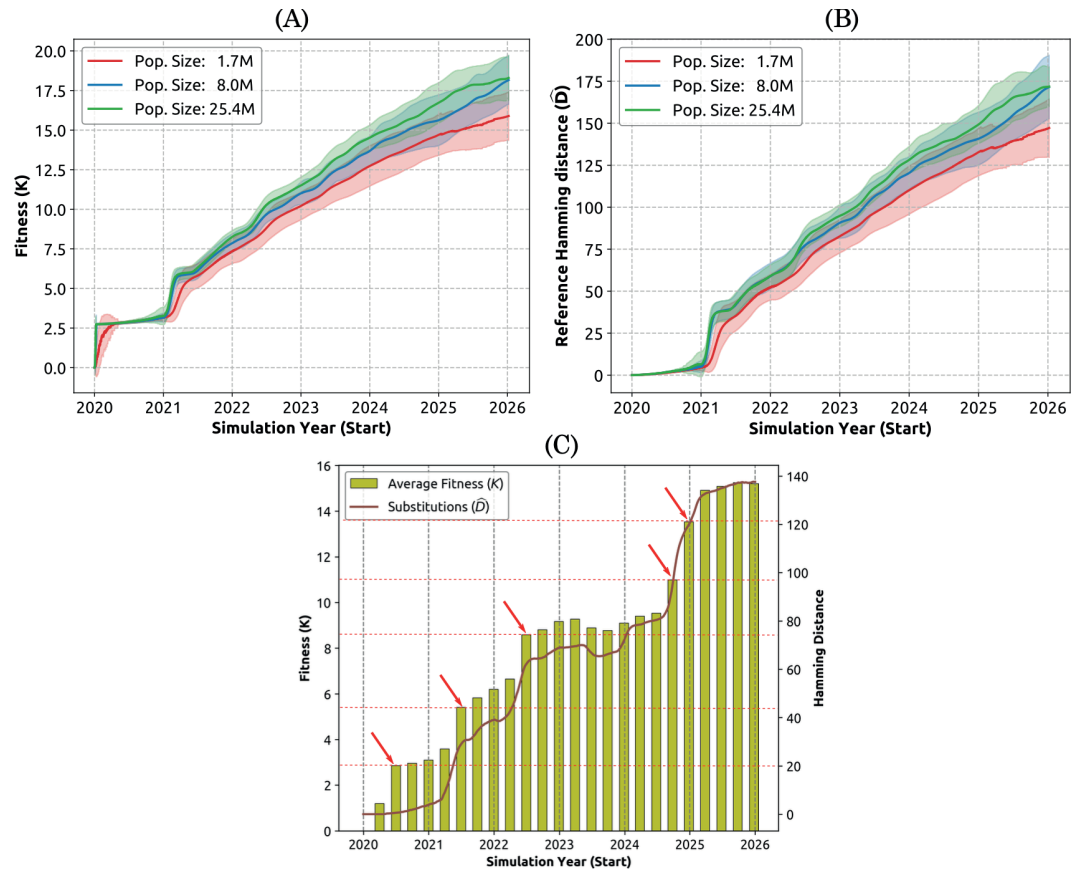 (A)
20.0
17.5
15.0
12.5
10.0
7.5
5.0
2.5
0.0
Fitness (K)
Pop. Size: 1.7M
Pop. Size: 8.0M
Pop. Size: 25.4M
2020 2021 2022 2023 2024 2025 2026
Simulation Year (Start)
(B)
200
175
150
125
100
75
50
25
0
Reference Hamming distance (D̂)
Pop. Size: 1.7M
Pop. Size: 8.0M
Pop. Size: 25.4M
2020 2021 2022 2023 2024 2025 2026
Simulation Year (Start)
(C)
16
14
12
10
8
6
4
2
0
Fitness (K)
Average Fitness (K)
Substitutions (D̂)
140
120
100
80
60
40
20
0
Hamming Distance
2020 2021 2022 2023 2024 2025 2026
Simulation Year (Start)